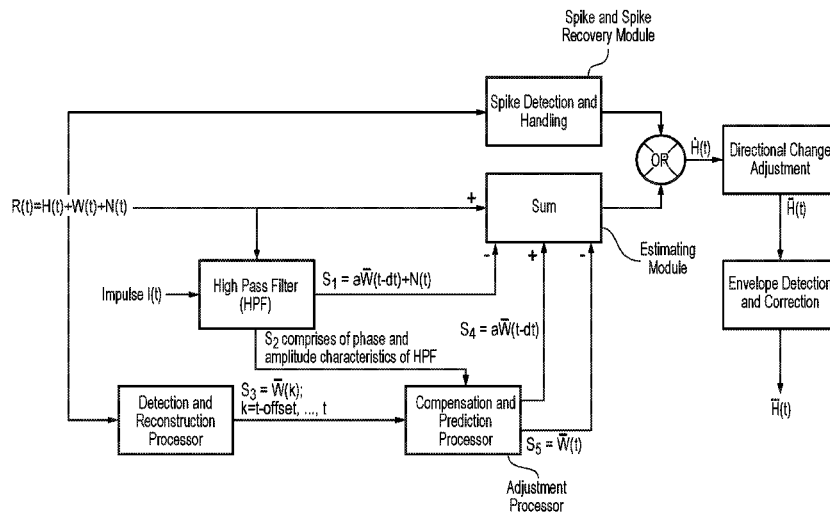 Spike and Spike
Recovery Module
Spike Detection and
Handling
OR
Ḣ(t)
Directional Change
Adjustment
R(t)=H(t)+W(t)+N(t)
+
Sum
H̄(t)
Estimating
Module
Impulse I(t)
High Pass Filter
(HPF)
S₁ = aW̄(t-dt)+N(t)
-
+
-
Envelope Detection
and Correction
S₂ comprises of phase and
amplitude characteristics of HPF
S₄ = aW̄(t-dt)
Detection and
Reconstruction
Processor
S₃ = W̄(k);
k=t-offset, ..., t
Compensation and
Prediction
Processor
S₅ = W̄(t)
H̿(t)
Adjustment
Processor